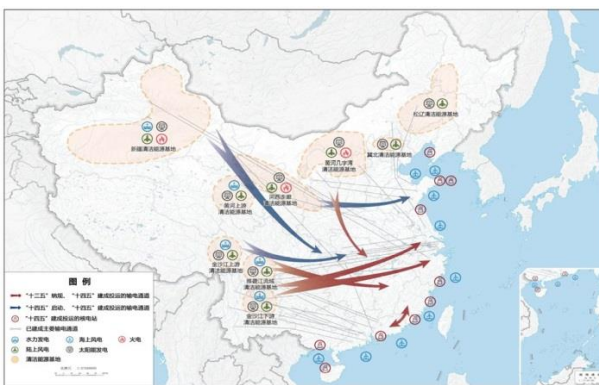 新疆清洁能源基地
黄河上游
清洁能源基地
河西走廊
清洁能源基地
黄河几字湾
清洁能源基地
冀北清洁能源基地
松辽清洁能源基地
金沙江上游
清洁能源基地
雅砻江流域
清洁能源基地
金沙江下游
清洁能源基地
图 例
“十三五”纳规、“十四五”建成投运的输电通道
“十四五”启动、“十四五”建成投运的输电通道
“十四五”建成投运的核电站
已建成主要输电通道
水力发电 海上风电 火电
陆上风电 太阳能发电
清洁能源基地